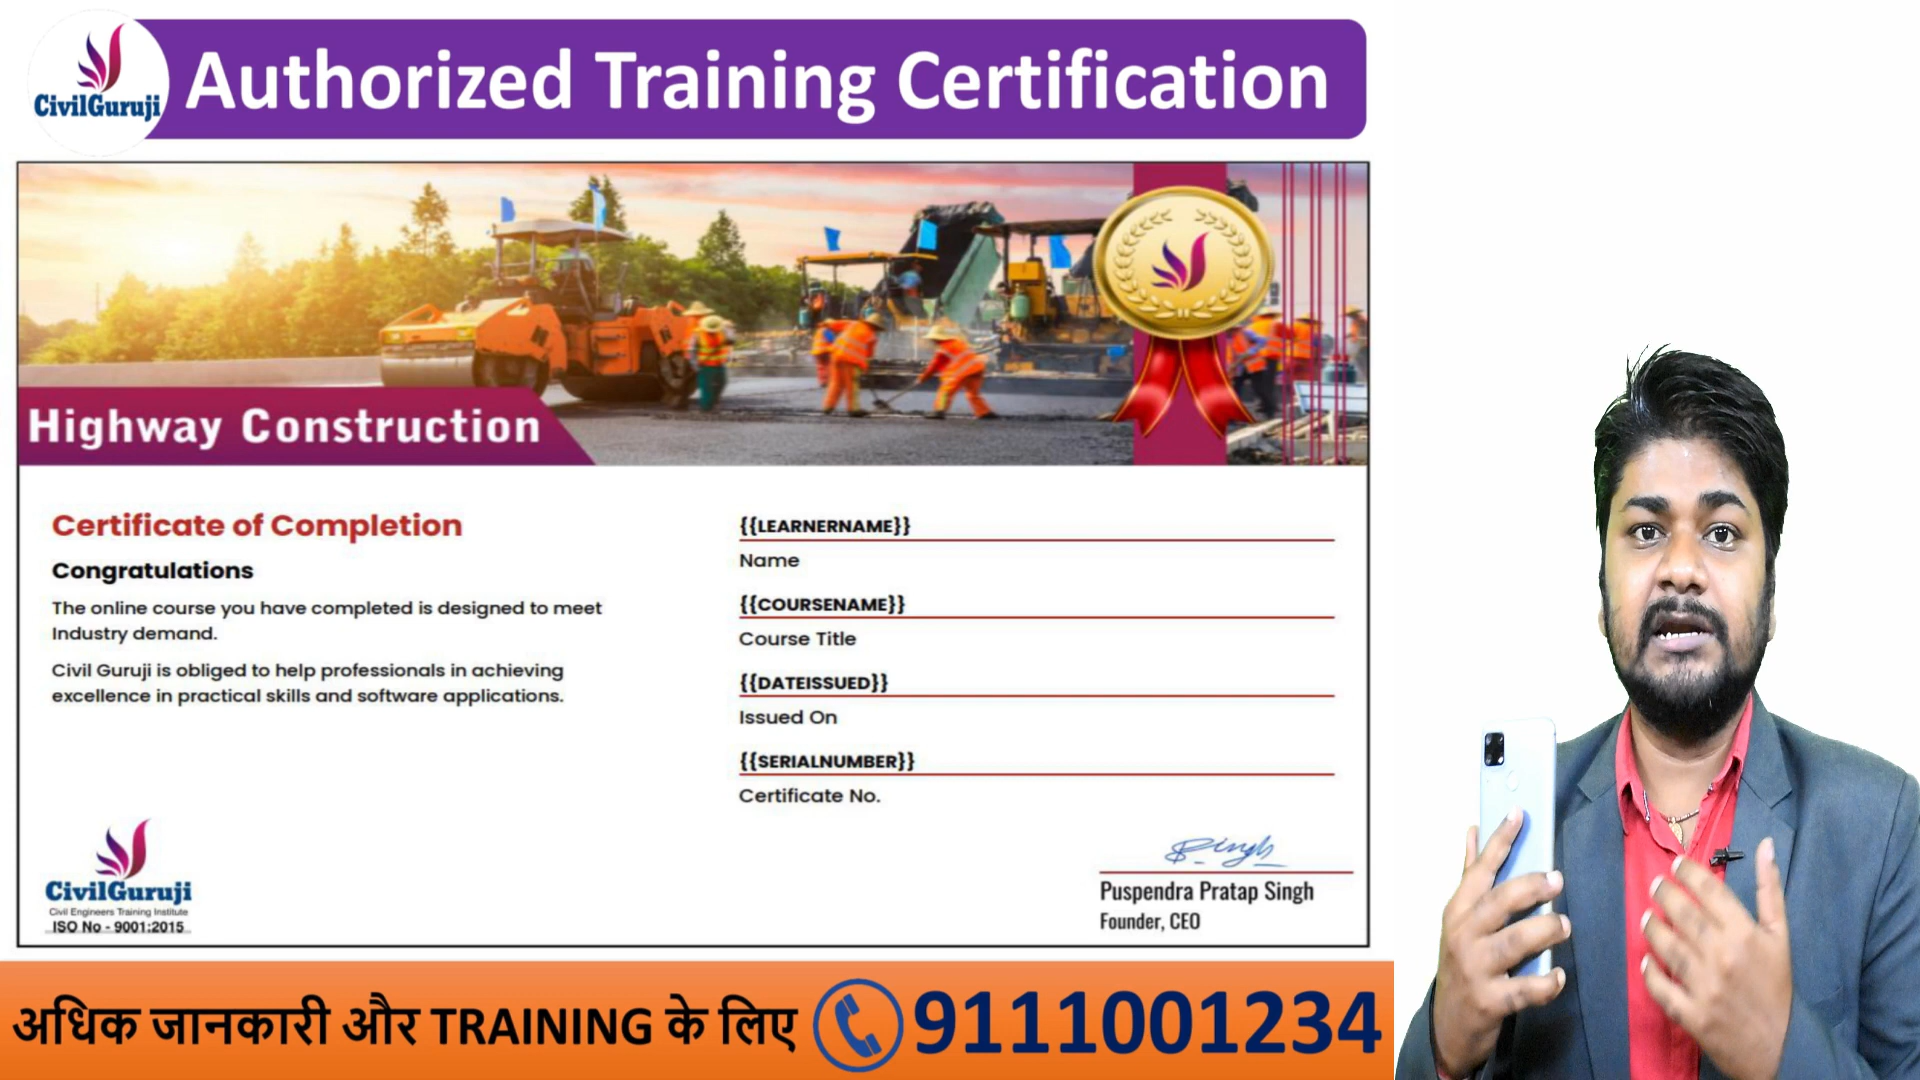 CivilGuruji
Authorized Training Certification
Highway Construction
Certificate of Completion
Congratulations
The online course you have completed is designed to meet
Industry demand.
Civil Guruji is obliged to help professionals in achieving
excellence in practical skills and software applications.
{{LEARNERNAME}}
Name
{{COURSENAME}}
Course Title
{{DATEISSUED}}
Issued On
{{SERIALNUMBER}}
Certificate No.
CivilGuruji
Civil Engineers Training Institute
ISO No - 9001:2015
Singh
Puspendra Pratap Singh
Founder, CEO
अधिक जानकारी और TRAINING के लिए 9111001234